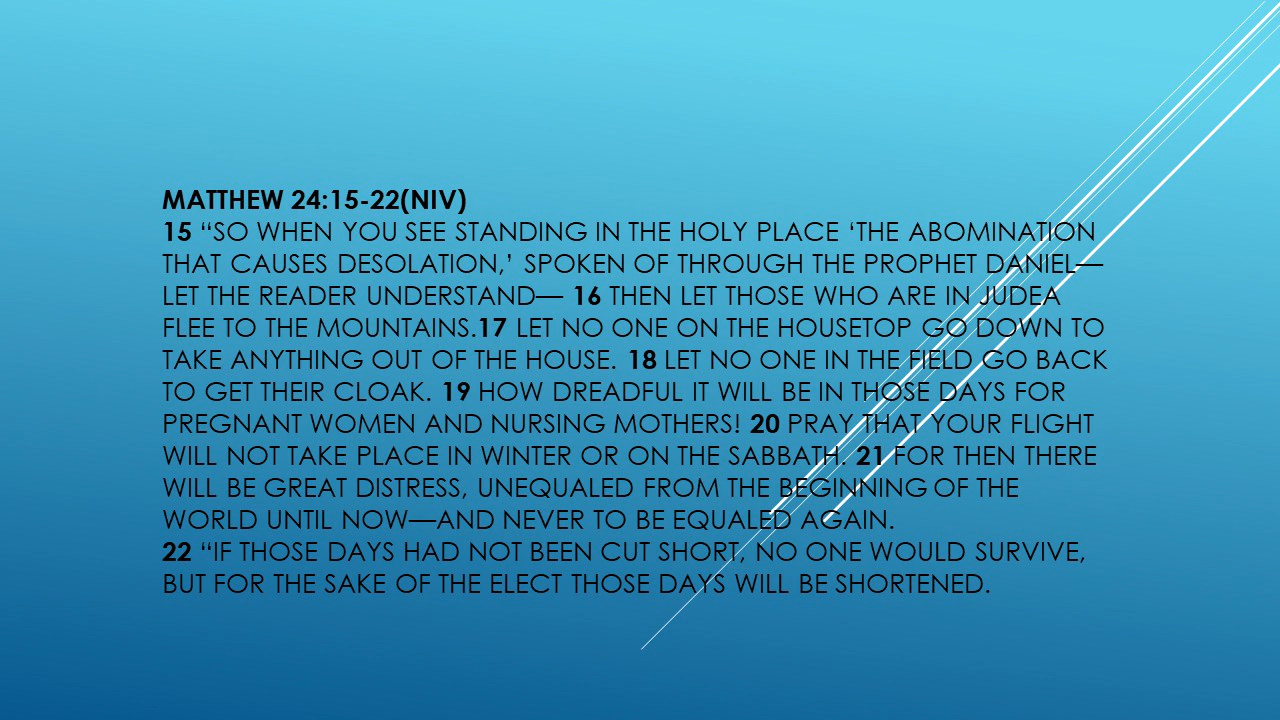 MATTHEW 24:15-22(NIV)
15 “SO WHEN YOU SEE STANDING IN THE HOLY PLACE ‘THE ABOMINATION
THAT CAUSES DESOLATION,’ SPOKEN OF THROUGH THE PROPHET DANIEL—
LET THE READER UNDERSTAND— 16 THEN LET THOSE WHO ARE IN JUDEA
FLEE TO THE MOUNTAINS.17 LET NO ONE ON THE HOUSETOP GO DOWN TO
TAKE ANYTHING OUT OF THE HOUSE. 18 LET NO ONE IN THE FIELD GO BACK
TO GET THEIR CLOAK. 19 HOW DREADFUL IT WILL BE IN THOSE DAYS FOR
PREGNANT WOMEN AND NURSING MOTHERS! 20 PRAY THAT YOUR FLIGHT
WILL NOT TAKE PLACE IN WINTER OR ON THE SABBATH. 21 FOR THEN THERE
WILL BE GREAT DISTRESS, UNEQUALED FROM THE BEGINNING OF THE
WORLD UNTIL NOW—AND NEVER TO BE EQUALED AGAIN.
22 “IF THOSE DAYS HAD NOT BEEN CUT SHORT, NO ONE WOULD SURVIVE,
BUT FOR THE SAKE OF THE ELECT THOSE DAYS WILL BE SHORTENED.